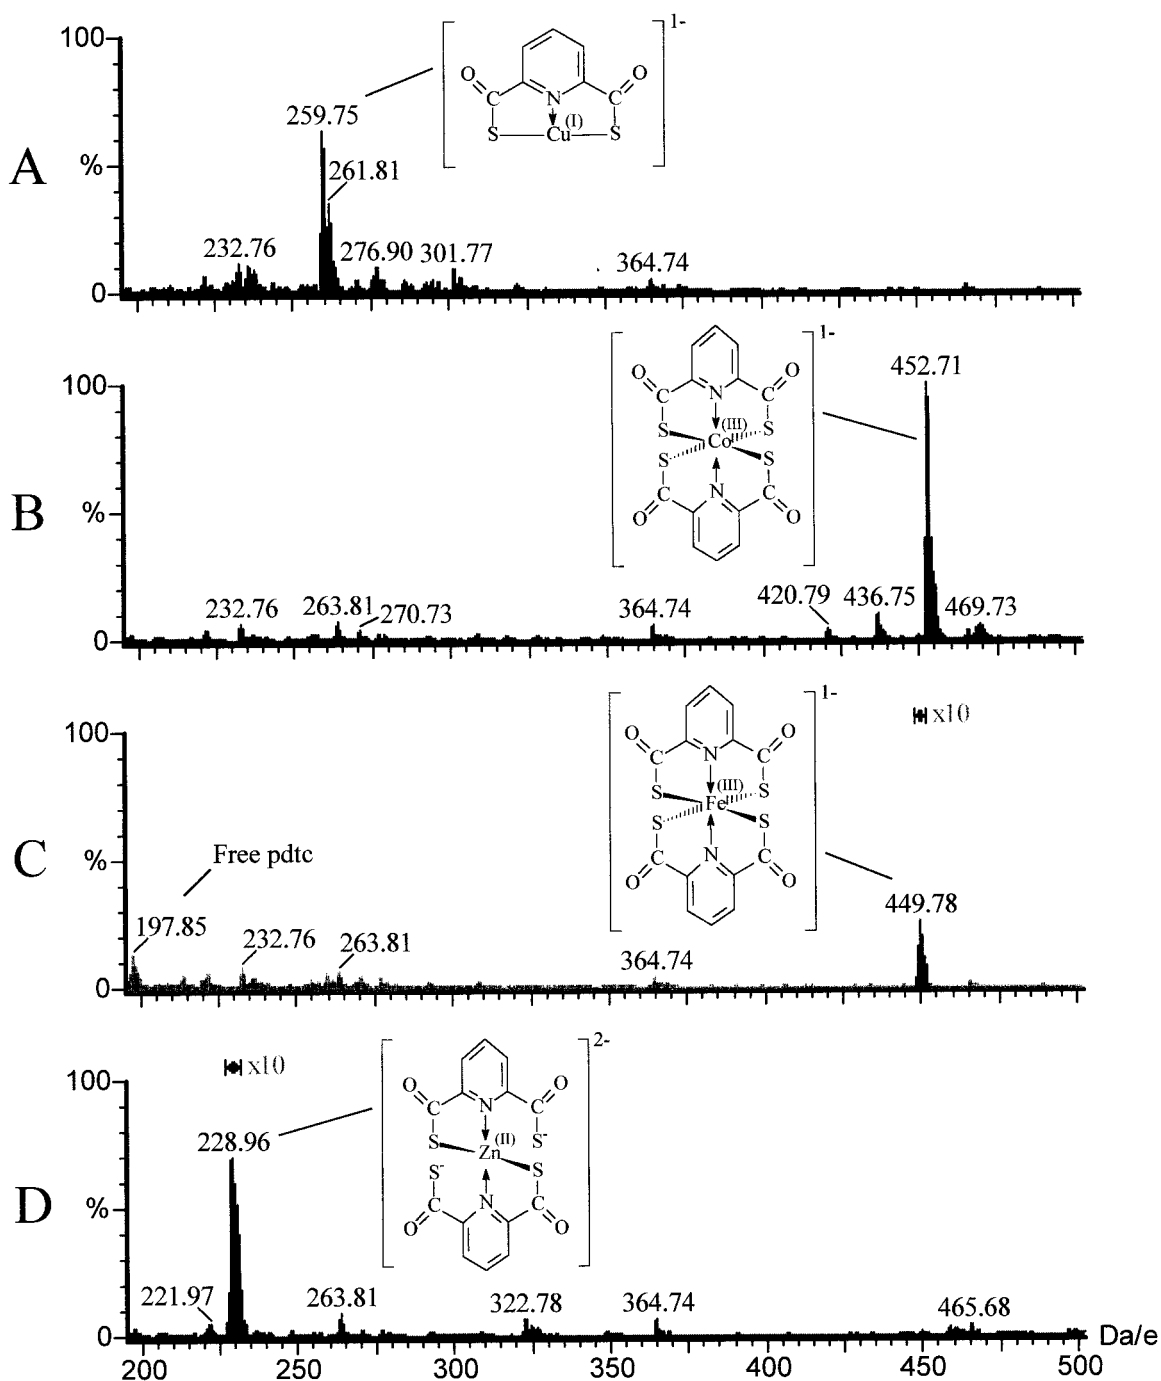 A
100
%
0
259.75
261.81
232.76
276.90
301.77
364.74
1-
O
C
N
C
O
S
Cu
(I)
S
B
100
%
0
452.71
232.76
263.81
270.73
364.74
420.79
436.75
469.73
1-
O
C
N
C
O
S
Co
(III)
S
S
S
C
N
C
O
O
C
100
%
0
Free pdtc
197.85
232.76
263.81
364.74
449.78
x10
1-
O
C
N
C
O
S
Fe
(III)
S
S
S
C
N
C
O
O
D
100
%
0
x10
228.96
221.97
263.81
322.78
364.74
465.68
2-
O
C
N
C
O
S
Zn
(II)
S-
S-
S
C
N
C
O
O
Da/e
200 250 300 350 400 450 500